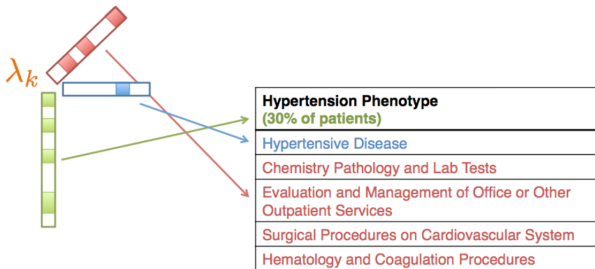 λk
Hypertension Phenotype
(30% of patients)
Hypertensive Disease
Chemistry Pathology and Lab Tests
Evaluation and Management of Office or Other
Outpatient Services
Surgical Procedures on Cardiovascular System
Hematology and Coagulation Procedures